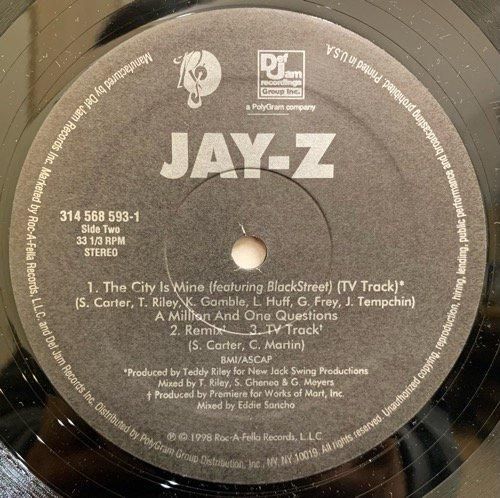 Def Jam
recordings
Group Inc.
a PolyGram company
JAY-Z
314 568 593-1
Side Two
33 1/3 RPM
STEREO
1. The City Is Mine (featuring BlackStreet) (TV Track)*
(S. Carter, T. Riley, K. Gamble, L. Huff, G. Frey, J. Tempchin)
A Million And One Questions
2. Remix† 3. TV Track†
(S. Carter, C. Martin)
BMI/ASCAP
*Produced by Teddy Riley for New Jack Swing Productions
Mixed by T. Riley, S. Ghenea & G. Meyers
† Produced by Premiere for Works of Mart, Inc.
Mixed by Eddie Sancho
℗ © 1998 Roc-A-Fella Records, L.L.C.
Manufactured by Def Jam Records Inc. Marketed by Roc-A-Fella Records, L.L.C. and Def Jam Records Inc. Distributed by PolyGram Group Distribution, Inc., NY, NY 10019. All rights reserved. Unauthorized copying, reproduction, hiring, lending, public performance and broadcasting prohibited. Printed in U.S.A.